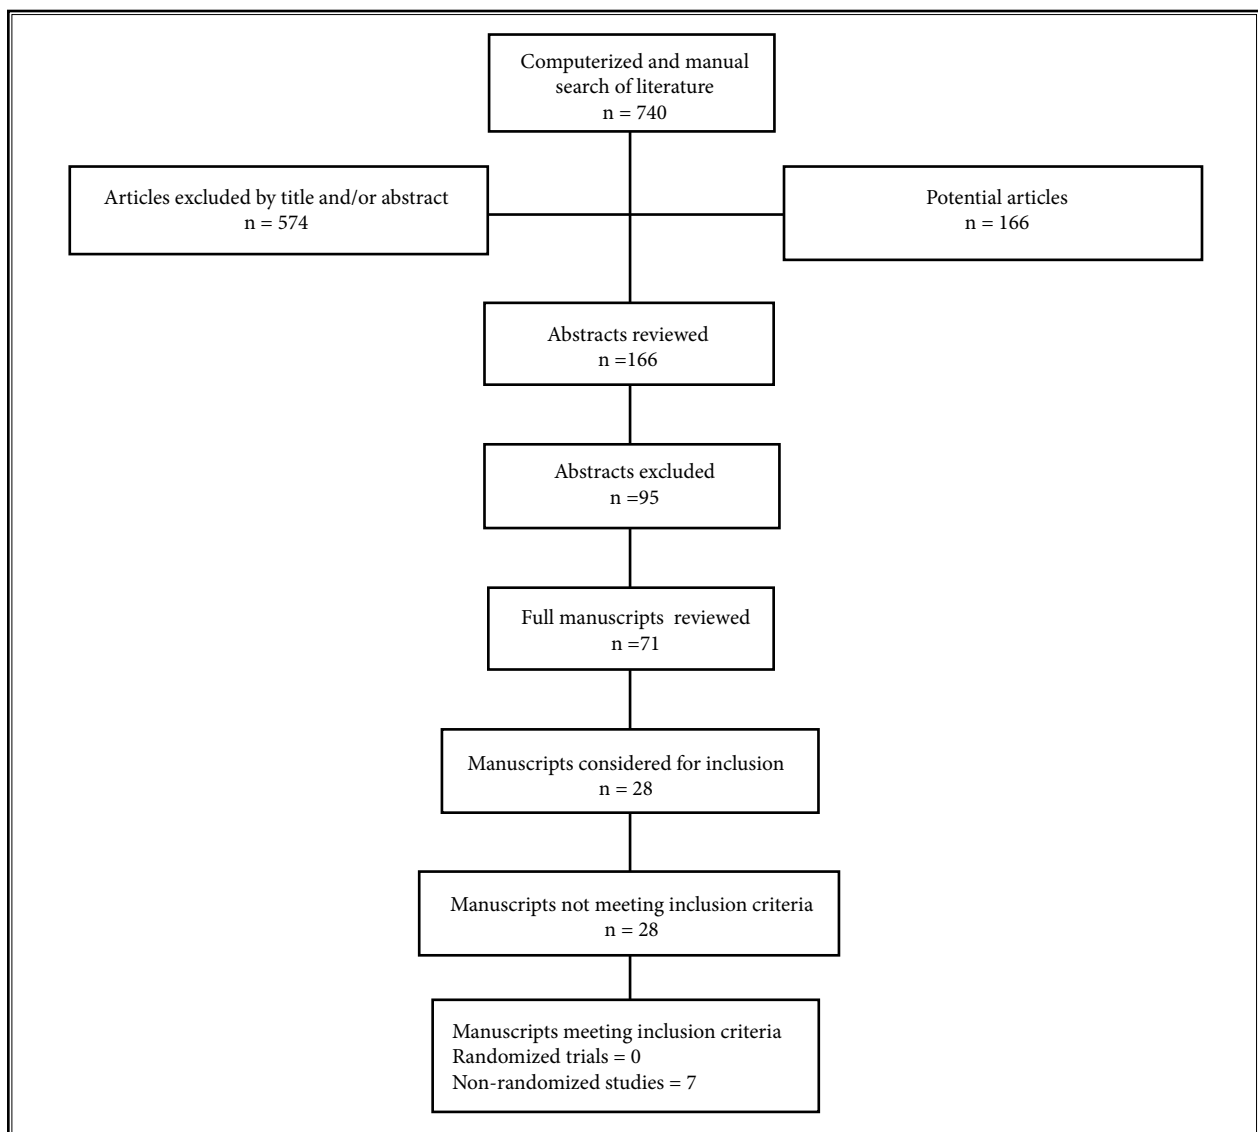 Computerized and manual
search of literature
n = 740
Articles excluded by title and/or abstract
n = 574
Potential articles
n = 166
Abstracts reviewed
n =166
Abstracts excluded
n =95
Full manuscripts  reviewed
n =71
Manuscripts considered for inclusion
n = 28
Manuscripts not meeting inclusion criteria
n = 28
Manuscripts meeting inclusion criteria
Randomized trials = 0
Non-randomized studies = 7